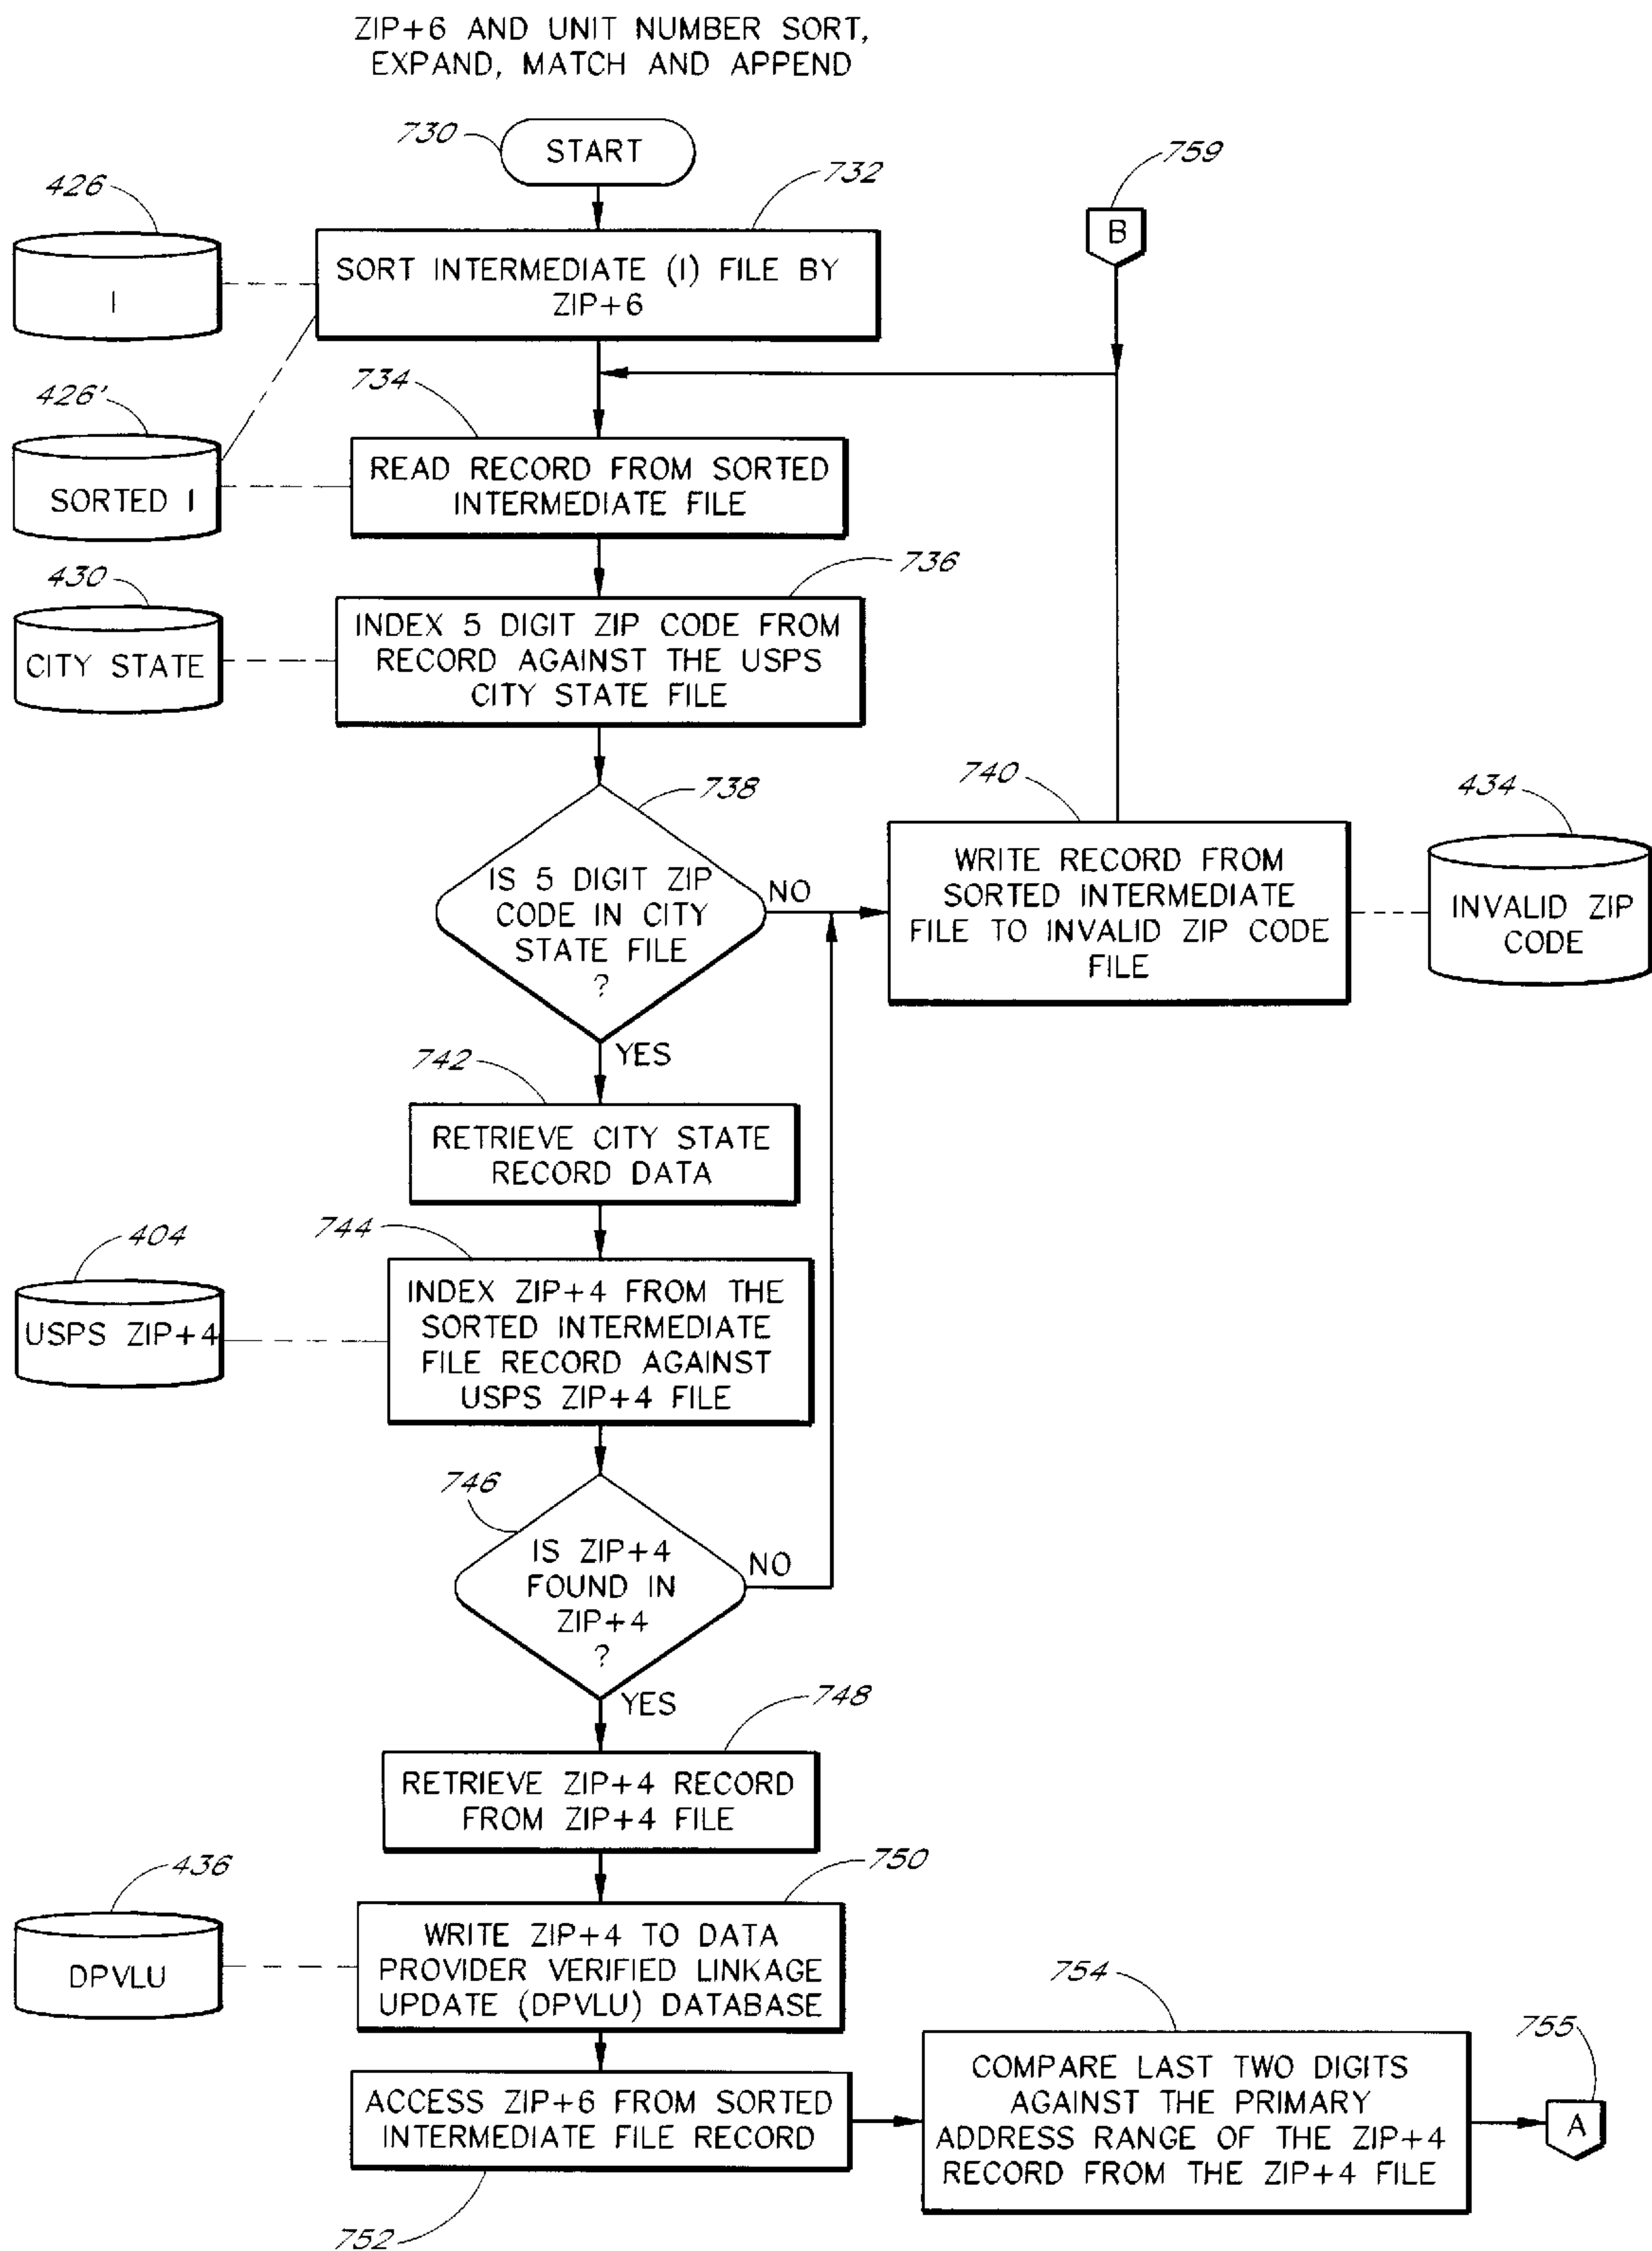 ZIP+6 AND UNIT NUMBER SORT,
EXPAND, MATCH AND APPEND
730
START
759
B
426
I
732
SORT INTERMEDIATE (I) FILE BY
ZIP+6
426'
SORTED I
734
READ RECORD FROM SORTED
INTERMEDIATE FILE
430
CITY STATE
736
INDEX 5 DIGIT ZIP CODE FROM
RECORD AGAINST THE USPS
CITY STATE FILE
738
IS 5 DIGIT ZIP
CODE IN CITY
STATE FILE
?
NO
YES
740
WRITE RECORD FROM
SORTED INTERMEDIATE
FILE TO INVALID ZIP CODE
FILE
434
INVALID ZIP
CODE
742
RETRIEVE CITY STATE
RECORD DATA
404
USPS ZIP+4
744
INDEX ZIP+4 FROM THE
SORTED INTERMEDIATE
FILE RECORD AGAINST
USPS ZIP+4 FILE
746
IS ZIP+4
FOUND IN
ZIP+4
?
NO
YES
748
RETRIEVE ZIP+4 RECORD
FROM ZIP+4 FILE
436
DPVLU
750
WRITE ZIP+4 TO DATA
PROVIDER VERIFIED LINKAGE
UPDATE (DPVLU) DATABASE
752
ACCESS ZIP+6 FROM SORTED
INTERMEDIATE FILE RECORD
754
COMPARE LAST TWO DIGITS
AGAINST THE PRIMARY
ADDRESS RANGE OF THE ZIP+4
RECORD FROM THE ZIP+4 FILE
755
A